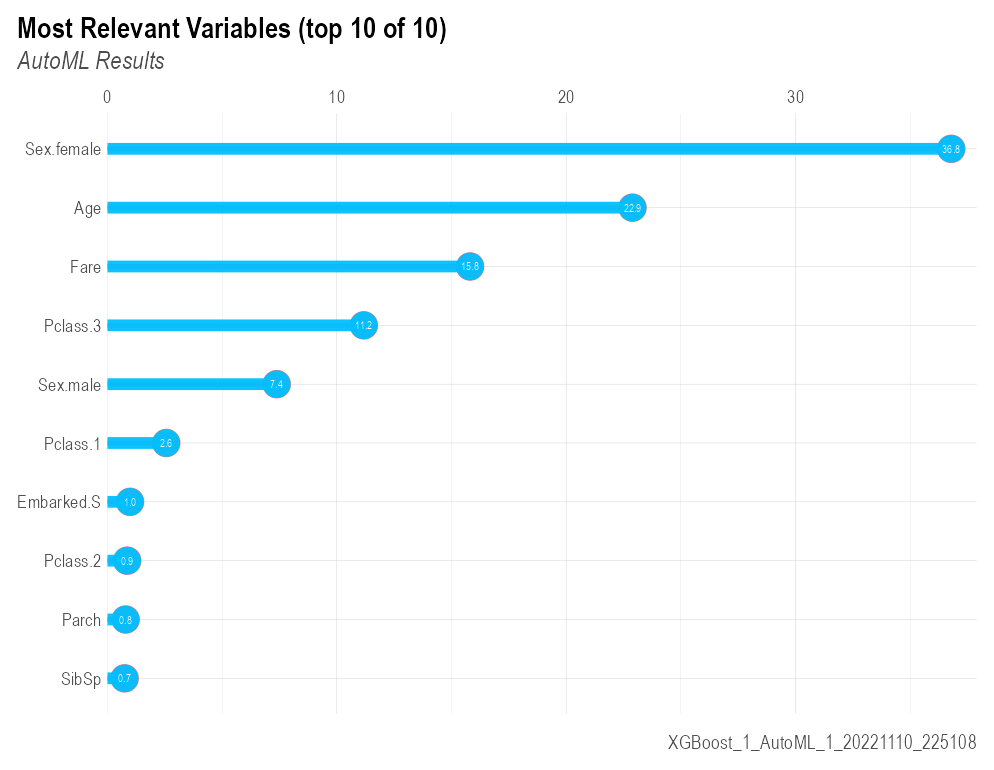 Most Relevant Variables (top 10 of 10)
AutoML Results
0 10 20 30
Sex.female 36.8
Age 22.9
Fare 15.8
Pclass.3 11.2
Sex.male 7.4
Pclass.1 2.6
Embarked.S 1.0
Pclass.2 0.9
Parch 0.8
SibSp 0.7
XGBoost_1_AutoML_1_20221110_225108